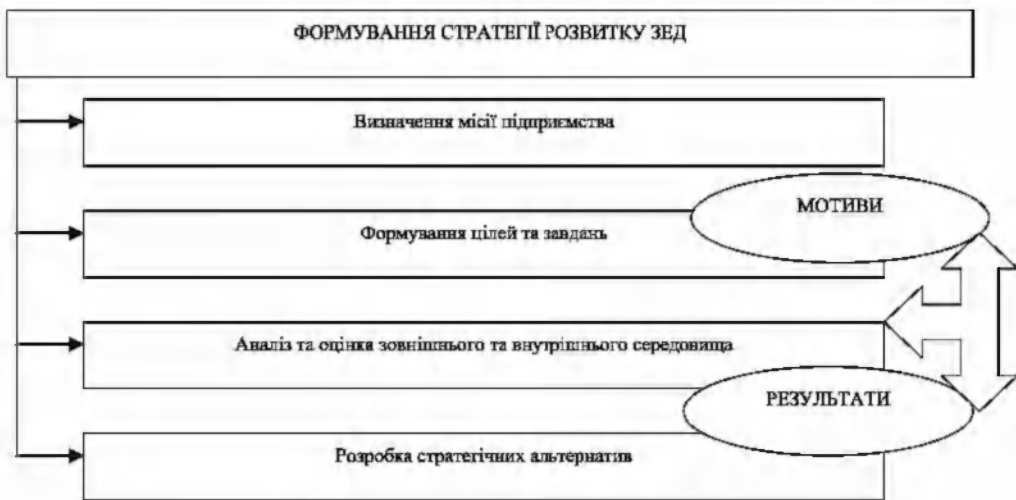 ФОРМУВАННЯ СТРАТЕГІЇ РОЗВИТКУ ЗЕД
Визначення місії підприємства
МОТИВИ
Формування цілей та завдань
Аналіз та оцінки зовнішнього та внутрішнього середовища
РЕЗУЛЬТАТИ
Розробка стратегічних альтернатив